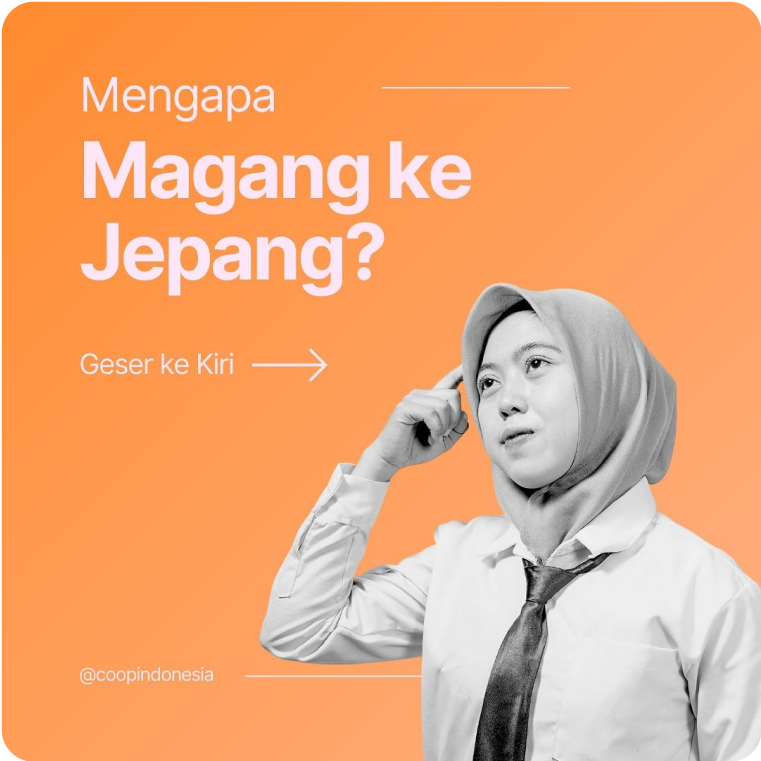 Mengapa
Magang ke
Jepang?
Geser ke Kiri
@coopindonesia